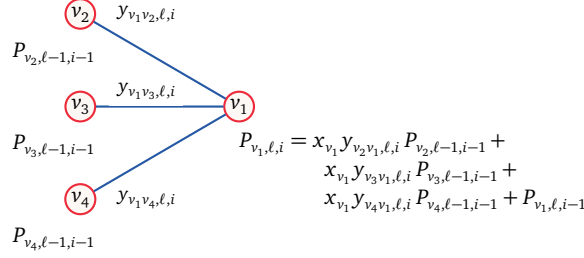 v₂
y_{v₁v₂,ℓ,i}
P_{v₂,ℓ−1,i−1}
y_{v₁v₃,ℓ,i}
v₃
v₁
P_{v₁,ℓ,i} = x_{v₁} y_{v₂v₁,ℓ,i} P_{v₂,ℓ−1,i−1} +
P_{v₃,ℓ−1,i−1}
x_{v₁} y_{v₃v₁,ℓ,i} P_{v₃,ℓ−1,i−1} +
v₄
y_{v₁v₄,ℓ,i}
x_{v₁} y_{v₄v₁,ℓ,i} P_{v₄,ℓ−1,i−1} + P_{v₁,ℓ,i−1}
P_{v₄,ℓ−1,i−1}